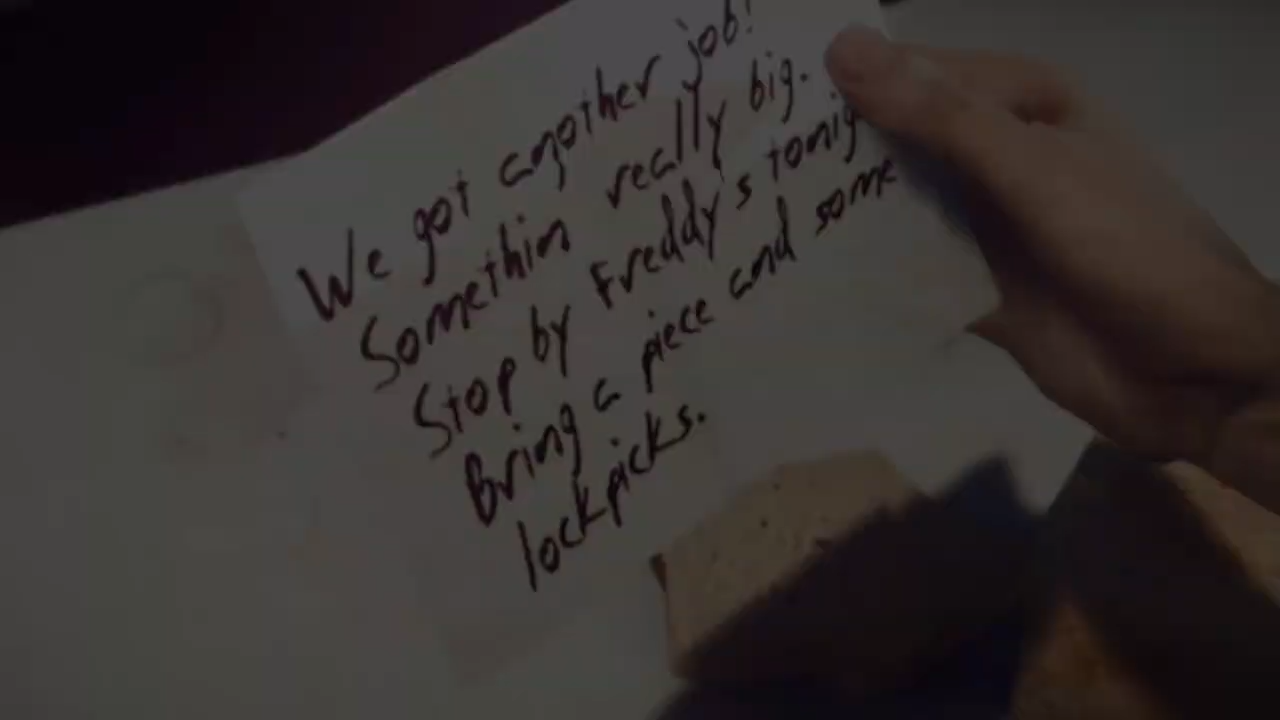 We got another job!
Somethin really big.
Stop by Freddy's tonig
Bring a piece and some
lockpicks.